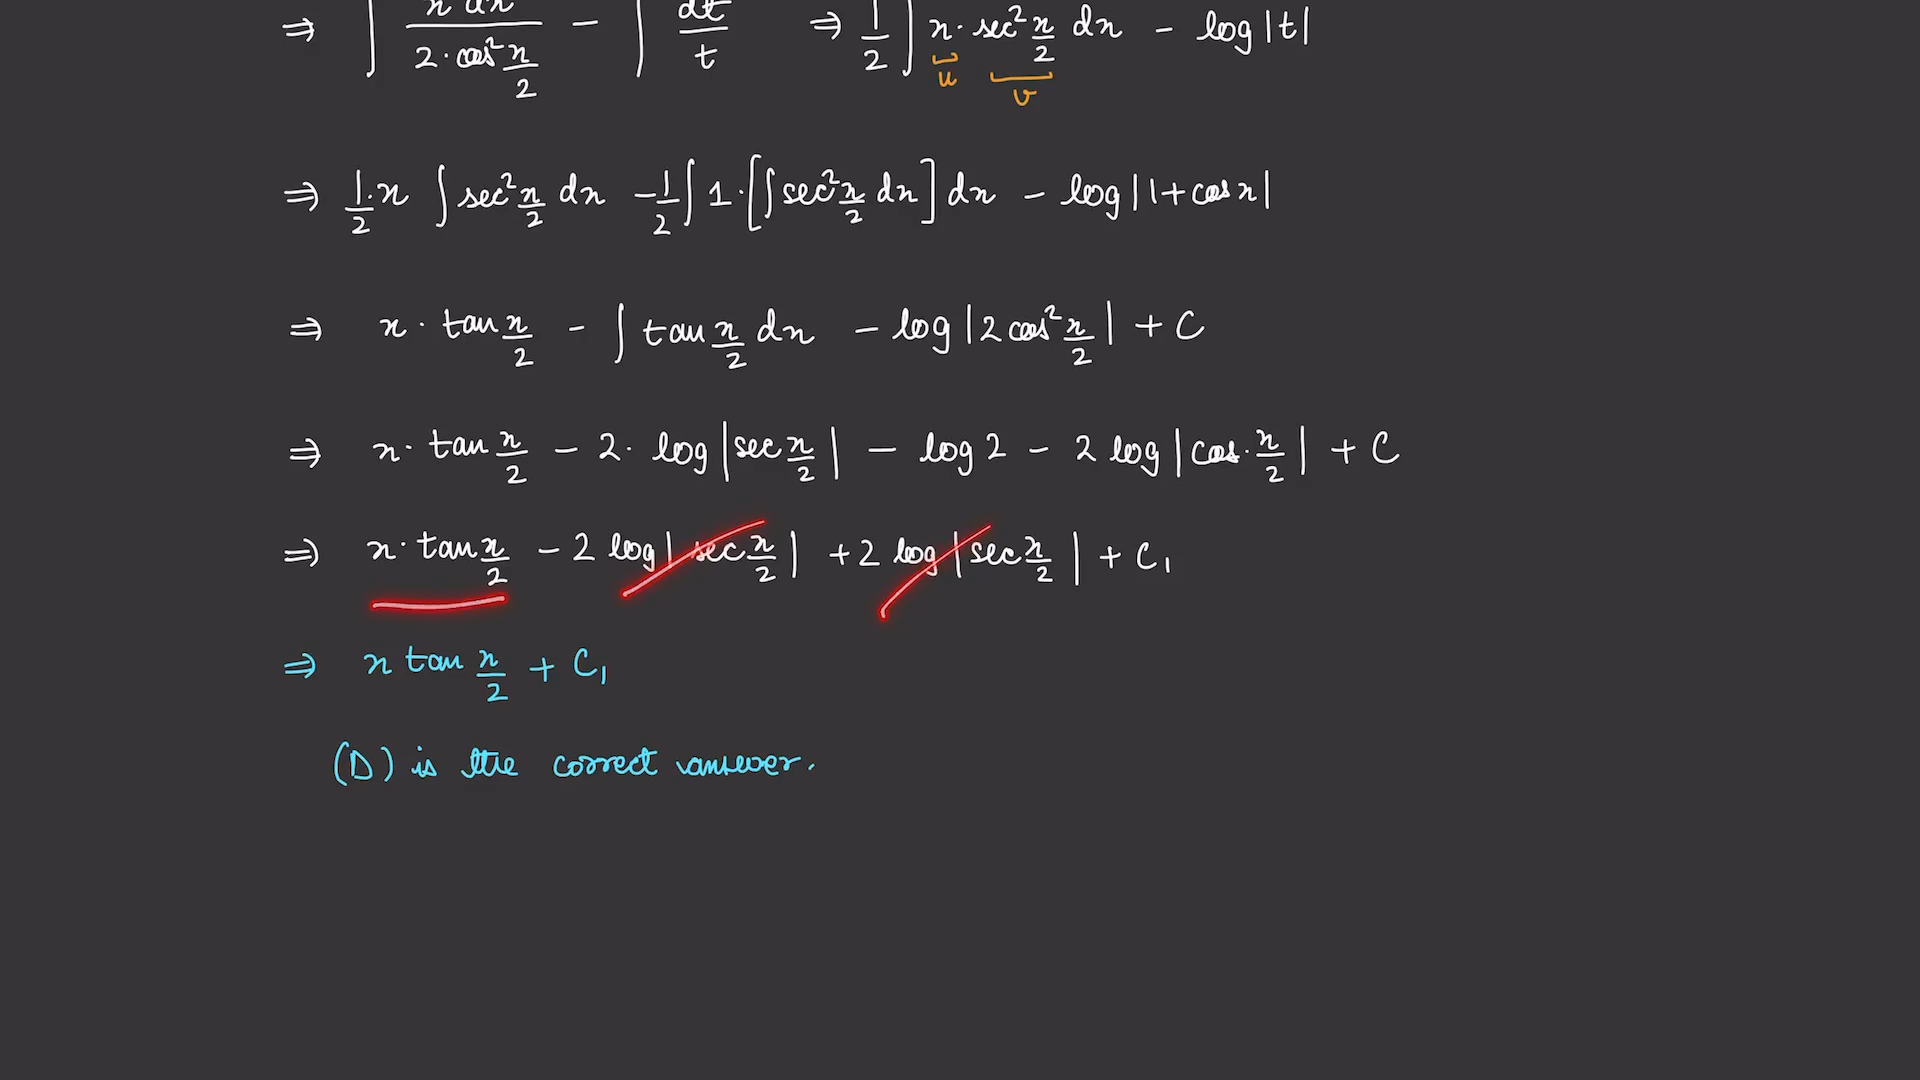 ⇒ ∫ x dx / 2·cos² x/2 − ∫ dt/t ⇒ 1/2 ∫ x · sec² x/2 dx − log|t|
u v
⇒ 1/2 · x ∫ sec² x/2 dx − 1/2 ∫ 1 · [∫ sec² x/2 dx] dx − log|1+cos x|
⇒ x · tan x/2 − ∫ tan x/2 dx − log|2 cos² x/2| + C
⇒ x · tan x/2 − 2 · log|sec x/2| − log 2 − 2 log|cos · x/2| + C
⇒ x · tan x/2 − 2 log|sec x/2| + 2 log|sec x/2| + C₁
⇒ x tan x/2 + C₁
(D) is the correct answer.